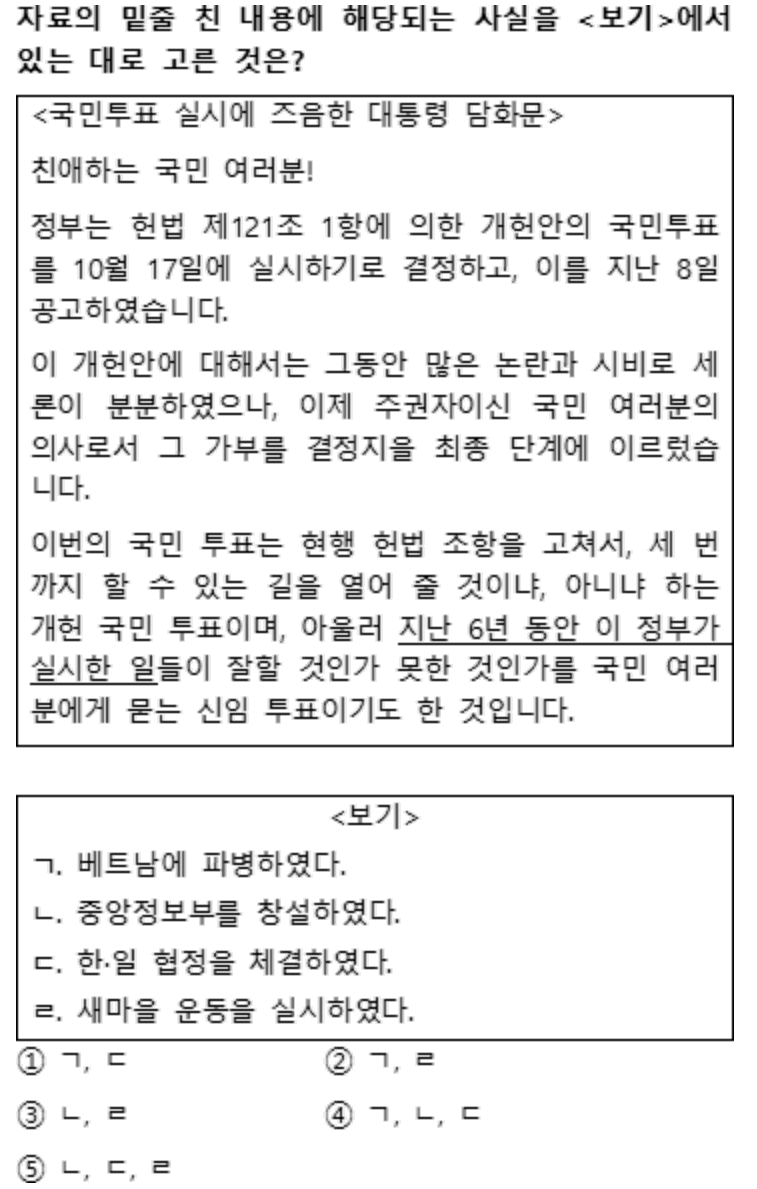 자료의 밑줄 친 내용에 해당되는 사실을 <보기>에서
있는 대로 고른 것은?
<국민투표 실시에 즈음한 대통령 담화문>
친애하는 국민 여러분!
정부는 헌법 제121조 1항에 의한 개헌안의 국민투표
를 10월 17일에 실시하기로 결정하고, 이를 지난 8일
공고하였습니다.
이 개헌안에 대해서는 그동안 많은 논란과 시비로 세
론이 분분하였으나, 이제 주권자이신 국민 여러분의
의사로서 그 가부를 결정지을 최종 단계에 이르렀습
니다.
이번의 국민 투표는 현행 헌법 조항을 고쳐서, 세 번
까지 할 수 있는 길을 열어 줄 것이냐, 아니냐 하는
개헌 국민 투표이며, 아울러 지난 6년 동안 이 정부가
실시한 일들이 잘할 것인가 못한 것인가를 국민 여러
분에게 묻는 신임 투표이기도 한 것입니다.
<보기>
ㄱ. 베트남에 파병하였다.
ㄴ. 중앙정보부를 창설하였다.
ㄷ. 한·일 협정을 체결하였다.
ㄹ. 새마을 운동을 실시하였다.
① ㄱ, ㄷ ② ㄱ, ㄹ
③ ㄴ, ㄹ ④ ㄱ, ㄴ, ㄷ
⑤ ㄴ, ㄷ, ㄹ